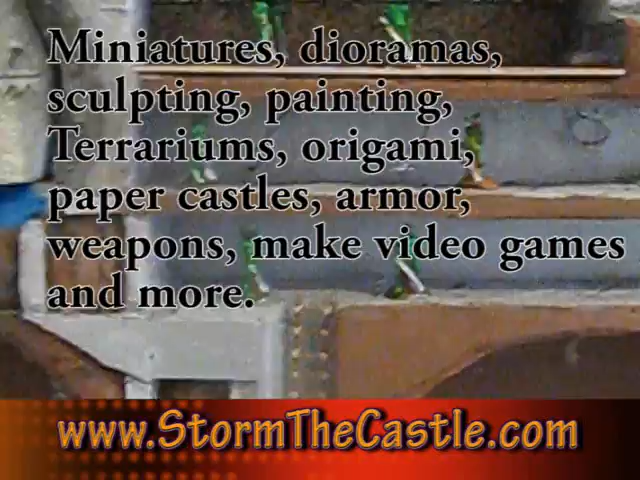 Miniatures, dioramas,
sculpting, painting,
Terrariums, origami,
paper castles, armor,
weapons, make video games
and more.
www.StormTheCastle.com